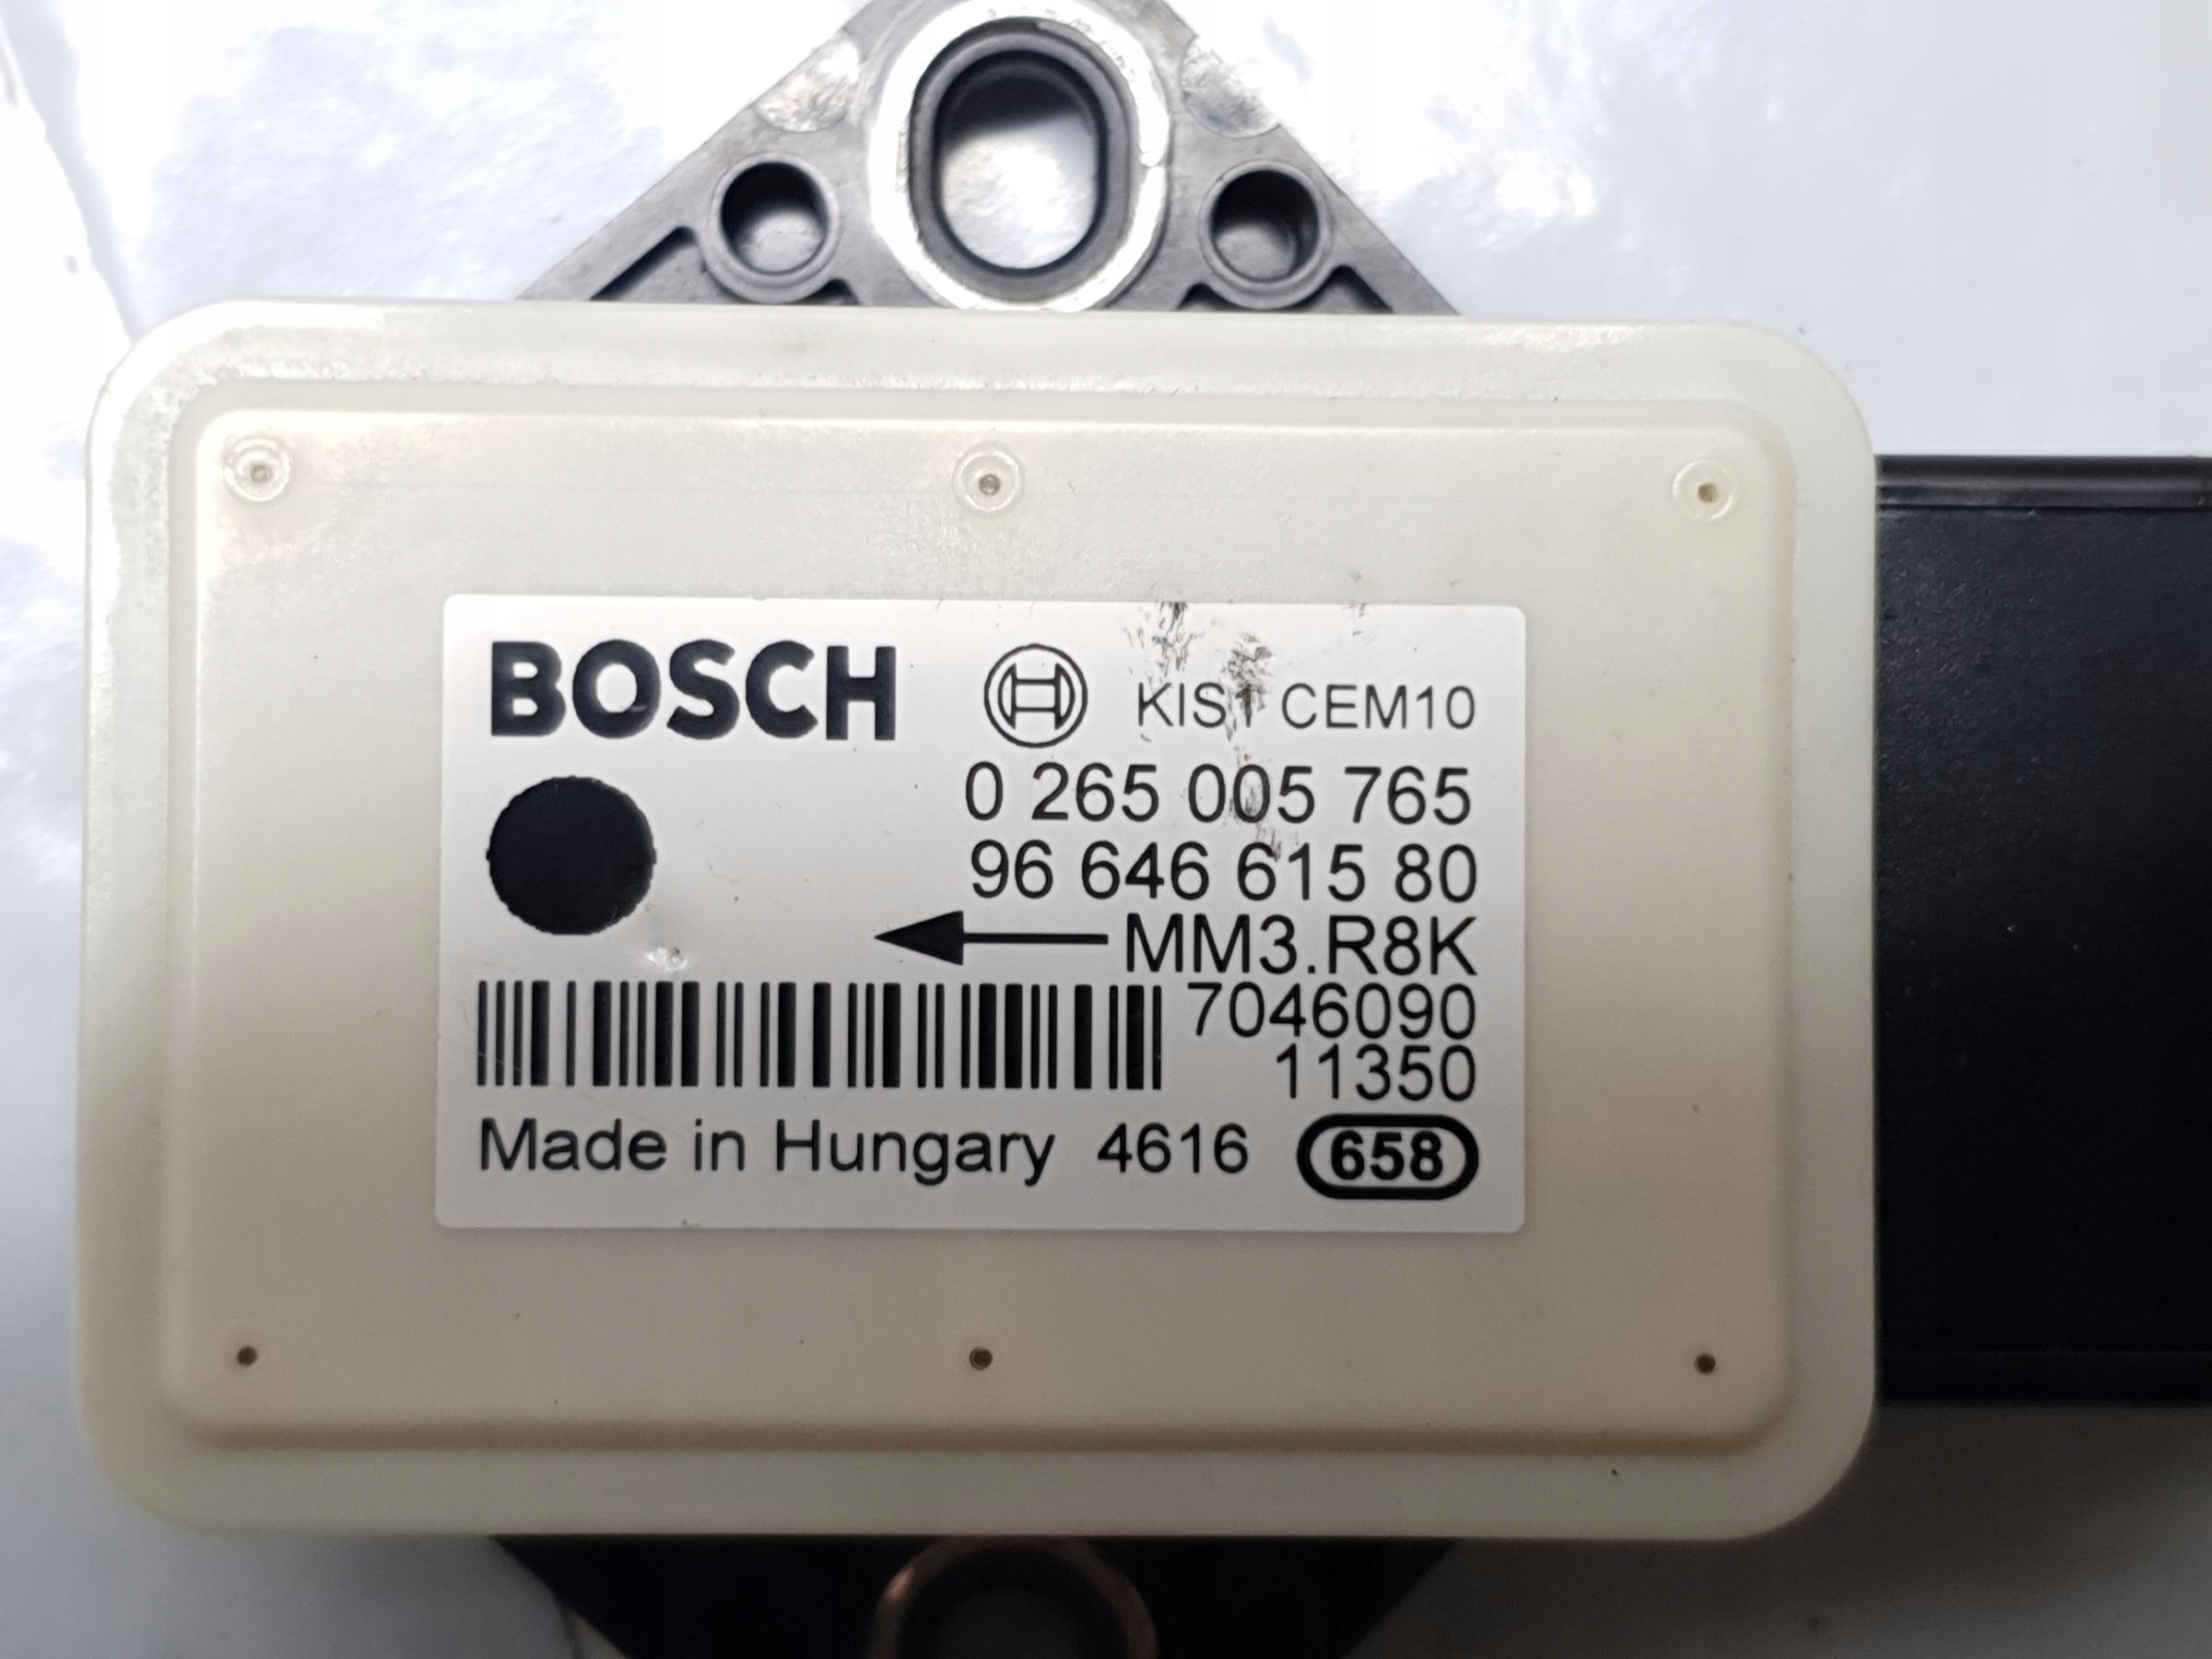 BOSCH KIS1 CEM10
0 265 005 765
96 646 615 80
MM3.R8K
7046090
11350
Made in Hungary 4616 658